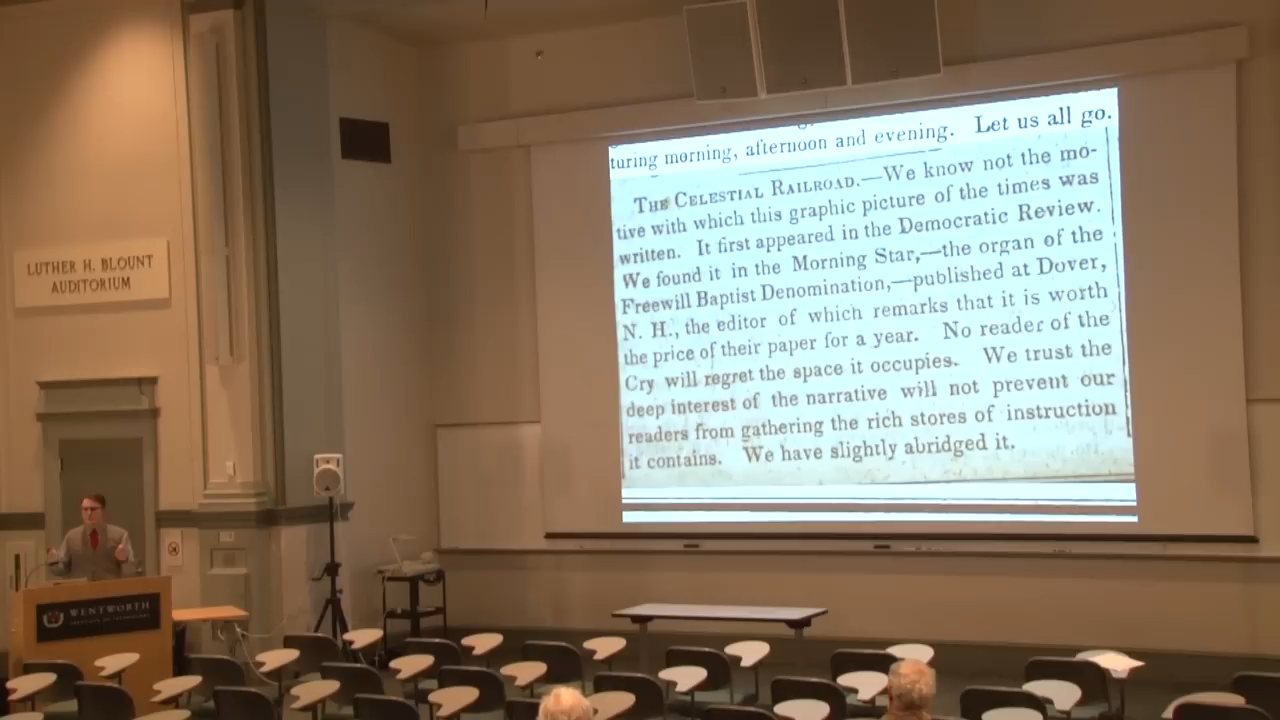 LUTHER H. BLOUNT
AUDITORIUM
turing morning, afternoon and evening. Let us all go.
THE CELESTIAL RAILROAD.—We know not the mo-
tive with which this graphic picture of the times was
written. It first appeared in the Democratic Review.
We found it in the Morning Star,—the organ of the
Freewill Baptist Denomination,—published at Dover,
N. H., the editor of which remarks that it is worth
the price of their paper for a year. No reader of the
Cry will regret the space it occupies. We trust the
deep interest of the narrative will not prevent our
readers from gathering the rich stores of instruction
it contains. We have slightly abridged it.
WENTWORTH
INSTITUTE OF TECHNOLOGY